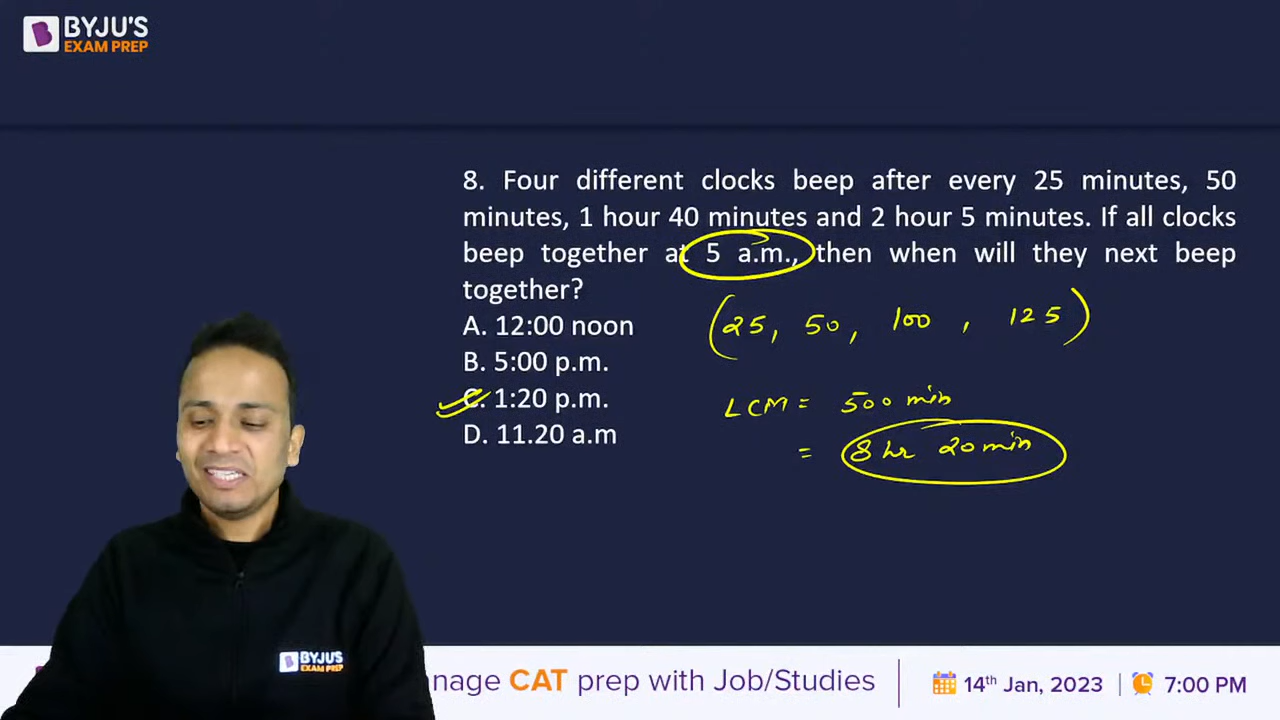 BYJU'S
EXAM PREP
8. Four different clocks beep after every 25 minutes, 50
minutes, 1 hour 40 minutes and 2 hour 5 minutes. If all clocks
beep together at 5 a.m., then when will they next beep
together?
(25, 50, 100, 125)
A. 12:00 noon
B. 5:00 p.m.
C. 1:20 p.m.
D. 11.20 a.m
LCM = 500 min
= 8 hr 20 min
BYJU'S
EXAM PREP
nage CAT prep with Job/Studies
14th Jan, 2023
7:00 PM